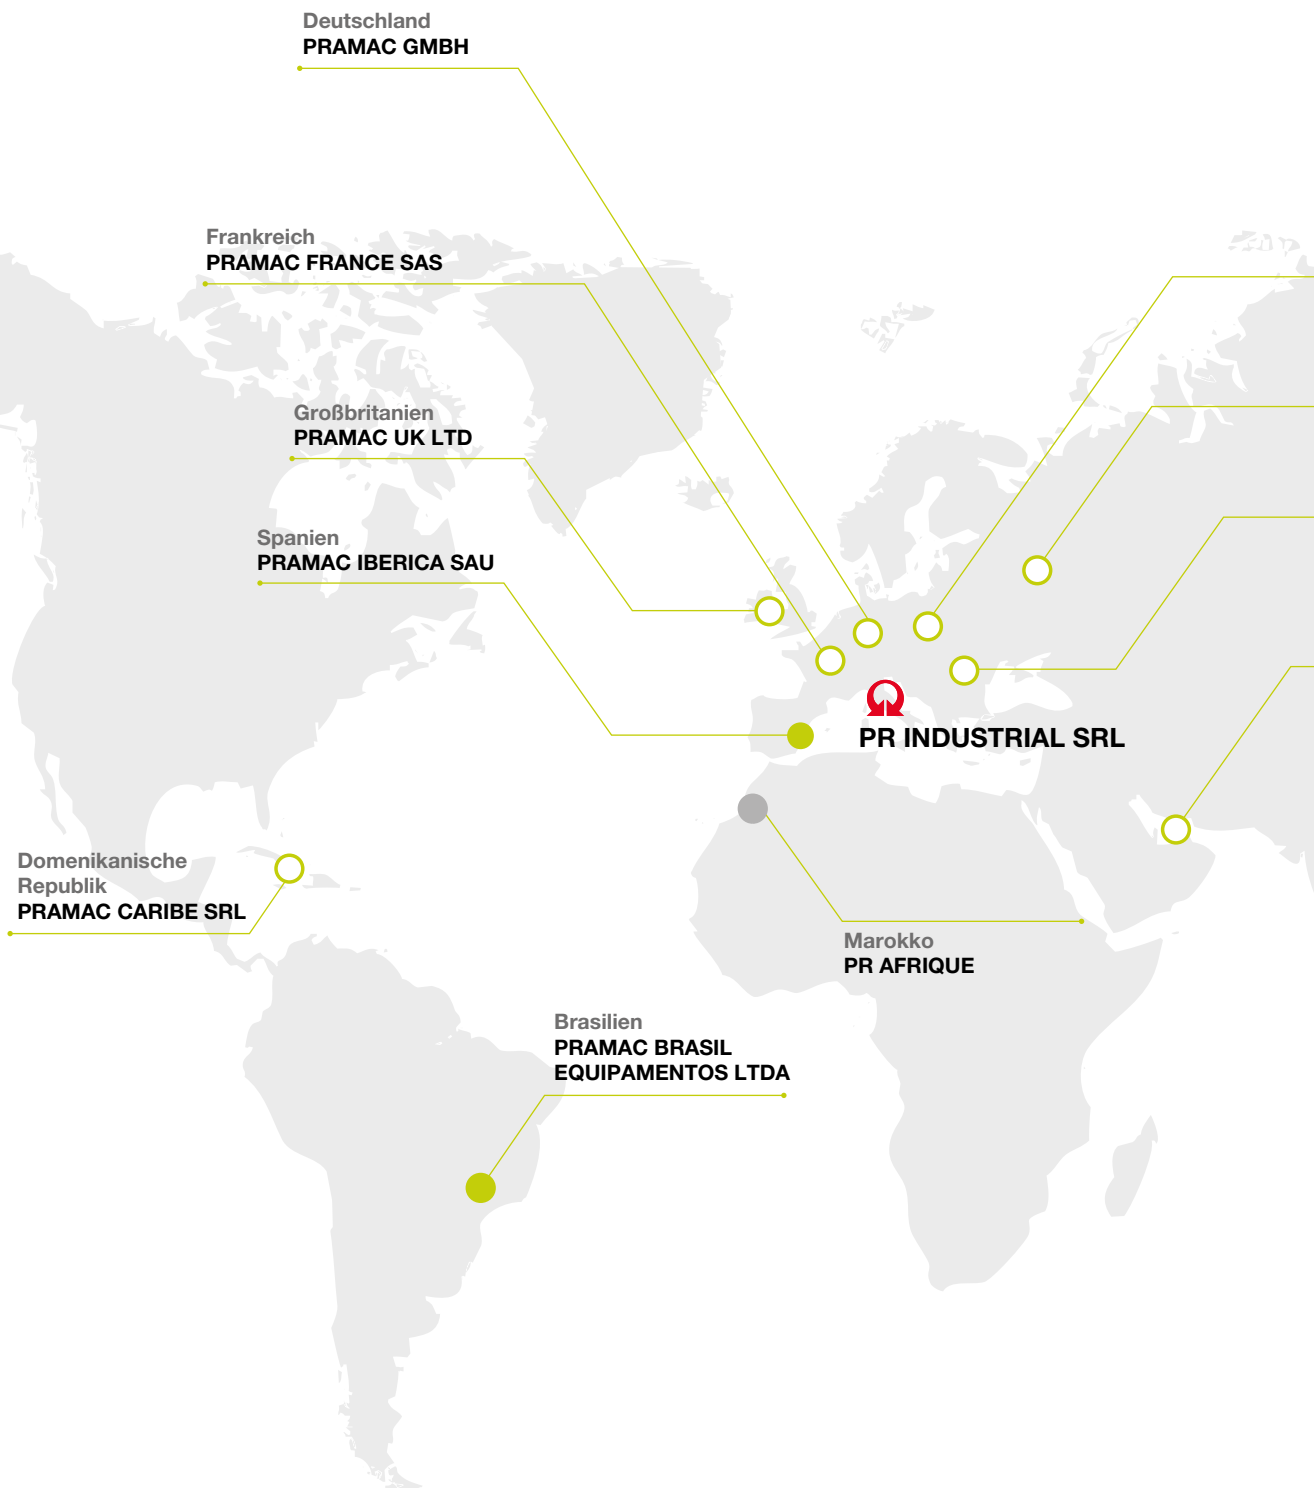 Deutschland
PRAMAC GMBH
Frankreich
PRAMAC FRANCE SAS
Großbritanien
PRAMAC UK LTD
Spanien
PRAMAC IBERICA SAU
PR INDUSTRIAL SRL
Domenikanische
Republik
PRAMAC CARIBE SRL
Marokko
PR AFRIQUE
Brasilien
PRAMAC BRASIL
EQUIPAMENTOS LTDA